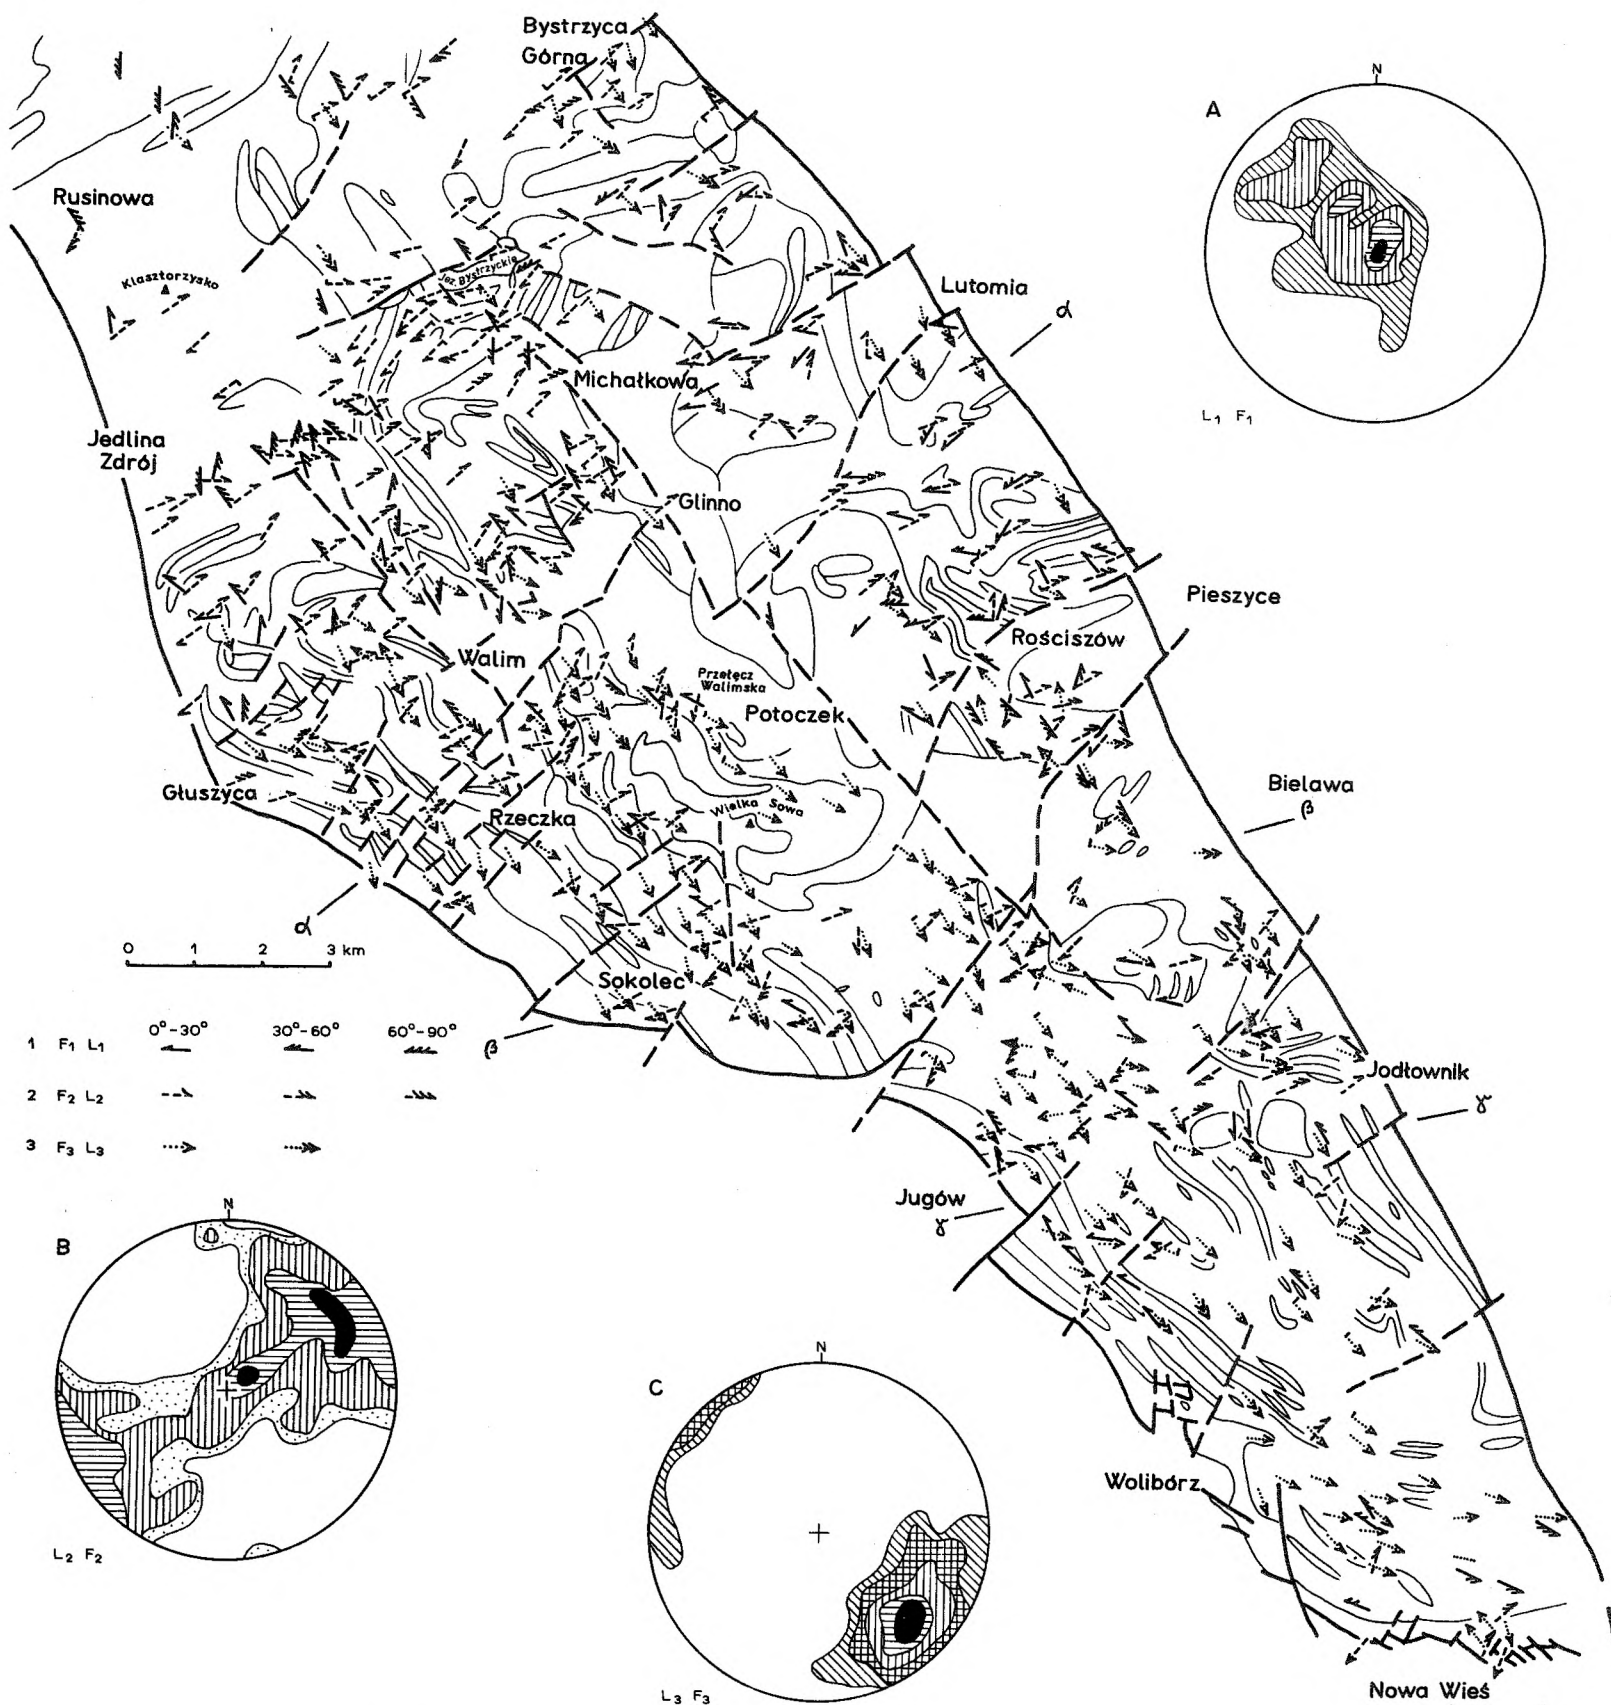 Bystrzyca
Górna
N
A
Rusinowa
Klasztorzysko
Jez. Bystrzyckie
Lutomia
α
Michałkowa
L₁ F₁
Jedlina
Zdrój
Glinno
Pieszyce
Rościszów
Walim
Przełęcz
Walimska
Potoczek
Głuszyca
Bielawa
β
Rzeczka
Wielka Sowa
α
0 1 2 3 km
Sokolec
β
0°-30° 30°-60° 60°-90°
1 F₁ L₁
2 F₂ L₂
3 F₃ L₃
Jodłownik
γ
Jugów
γ
N
B
L₂ F₂
N
C
L₃ F₃
Wolibórz
Nowa Wieś